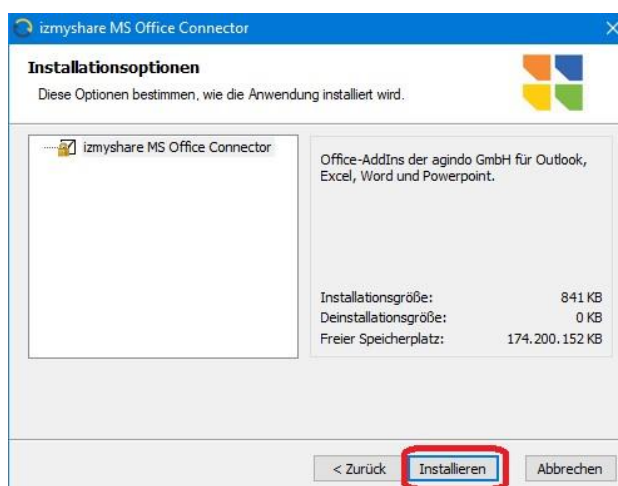 izmyshare MS Office Connector
Installationsoptionen
Diese Optionen bestimmen, wie die Anwendung installiert wird.
izmyshare MS Office Connector
Office-AddIns der agindo GmbH für Outlook,
Excel, Word und Powerpoint.
Installationsgröße: 841 KB
Deinstallationsgröße: 0 KB
Freier Speicherplatz: 174.200.152 KB
< Zurück Installieren Abbrechen